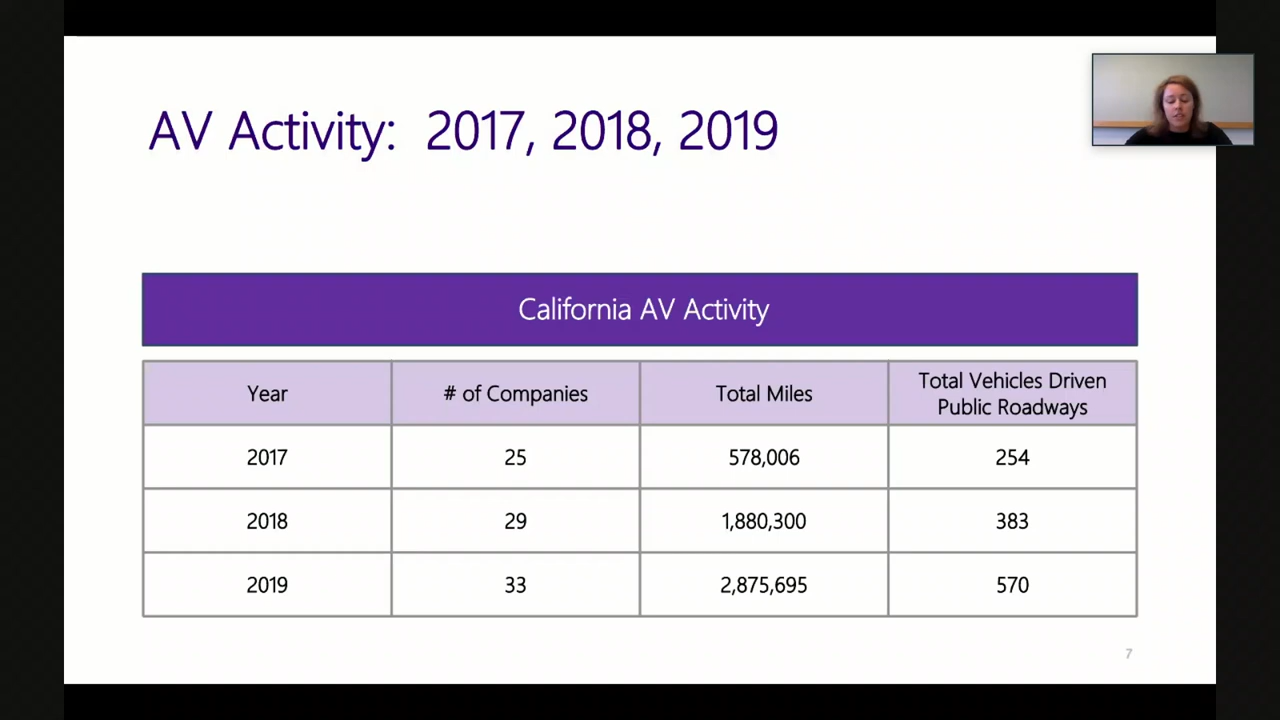 AV Activity: 2017, 2018, 2019
California AV Activity
Year # of Companies Total Miles Total Vehicles Driven
Public Roadways
2017 25 578,006 254
2018 29 1,880,300 383
2019 33 2,875,695 570
7